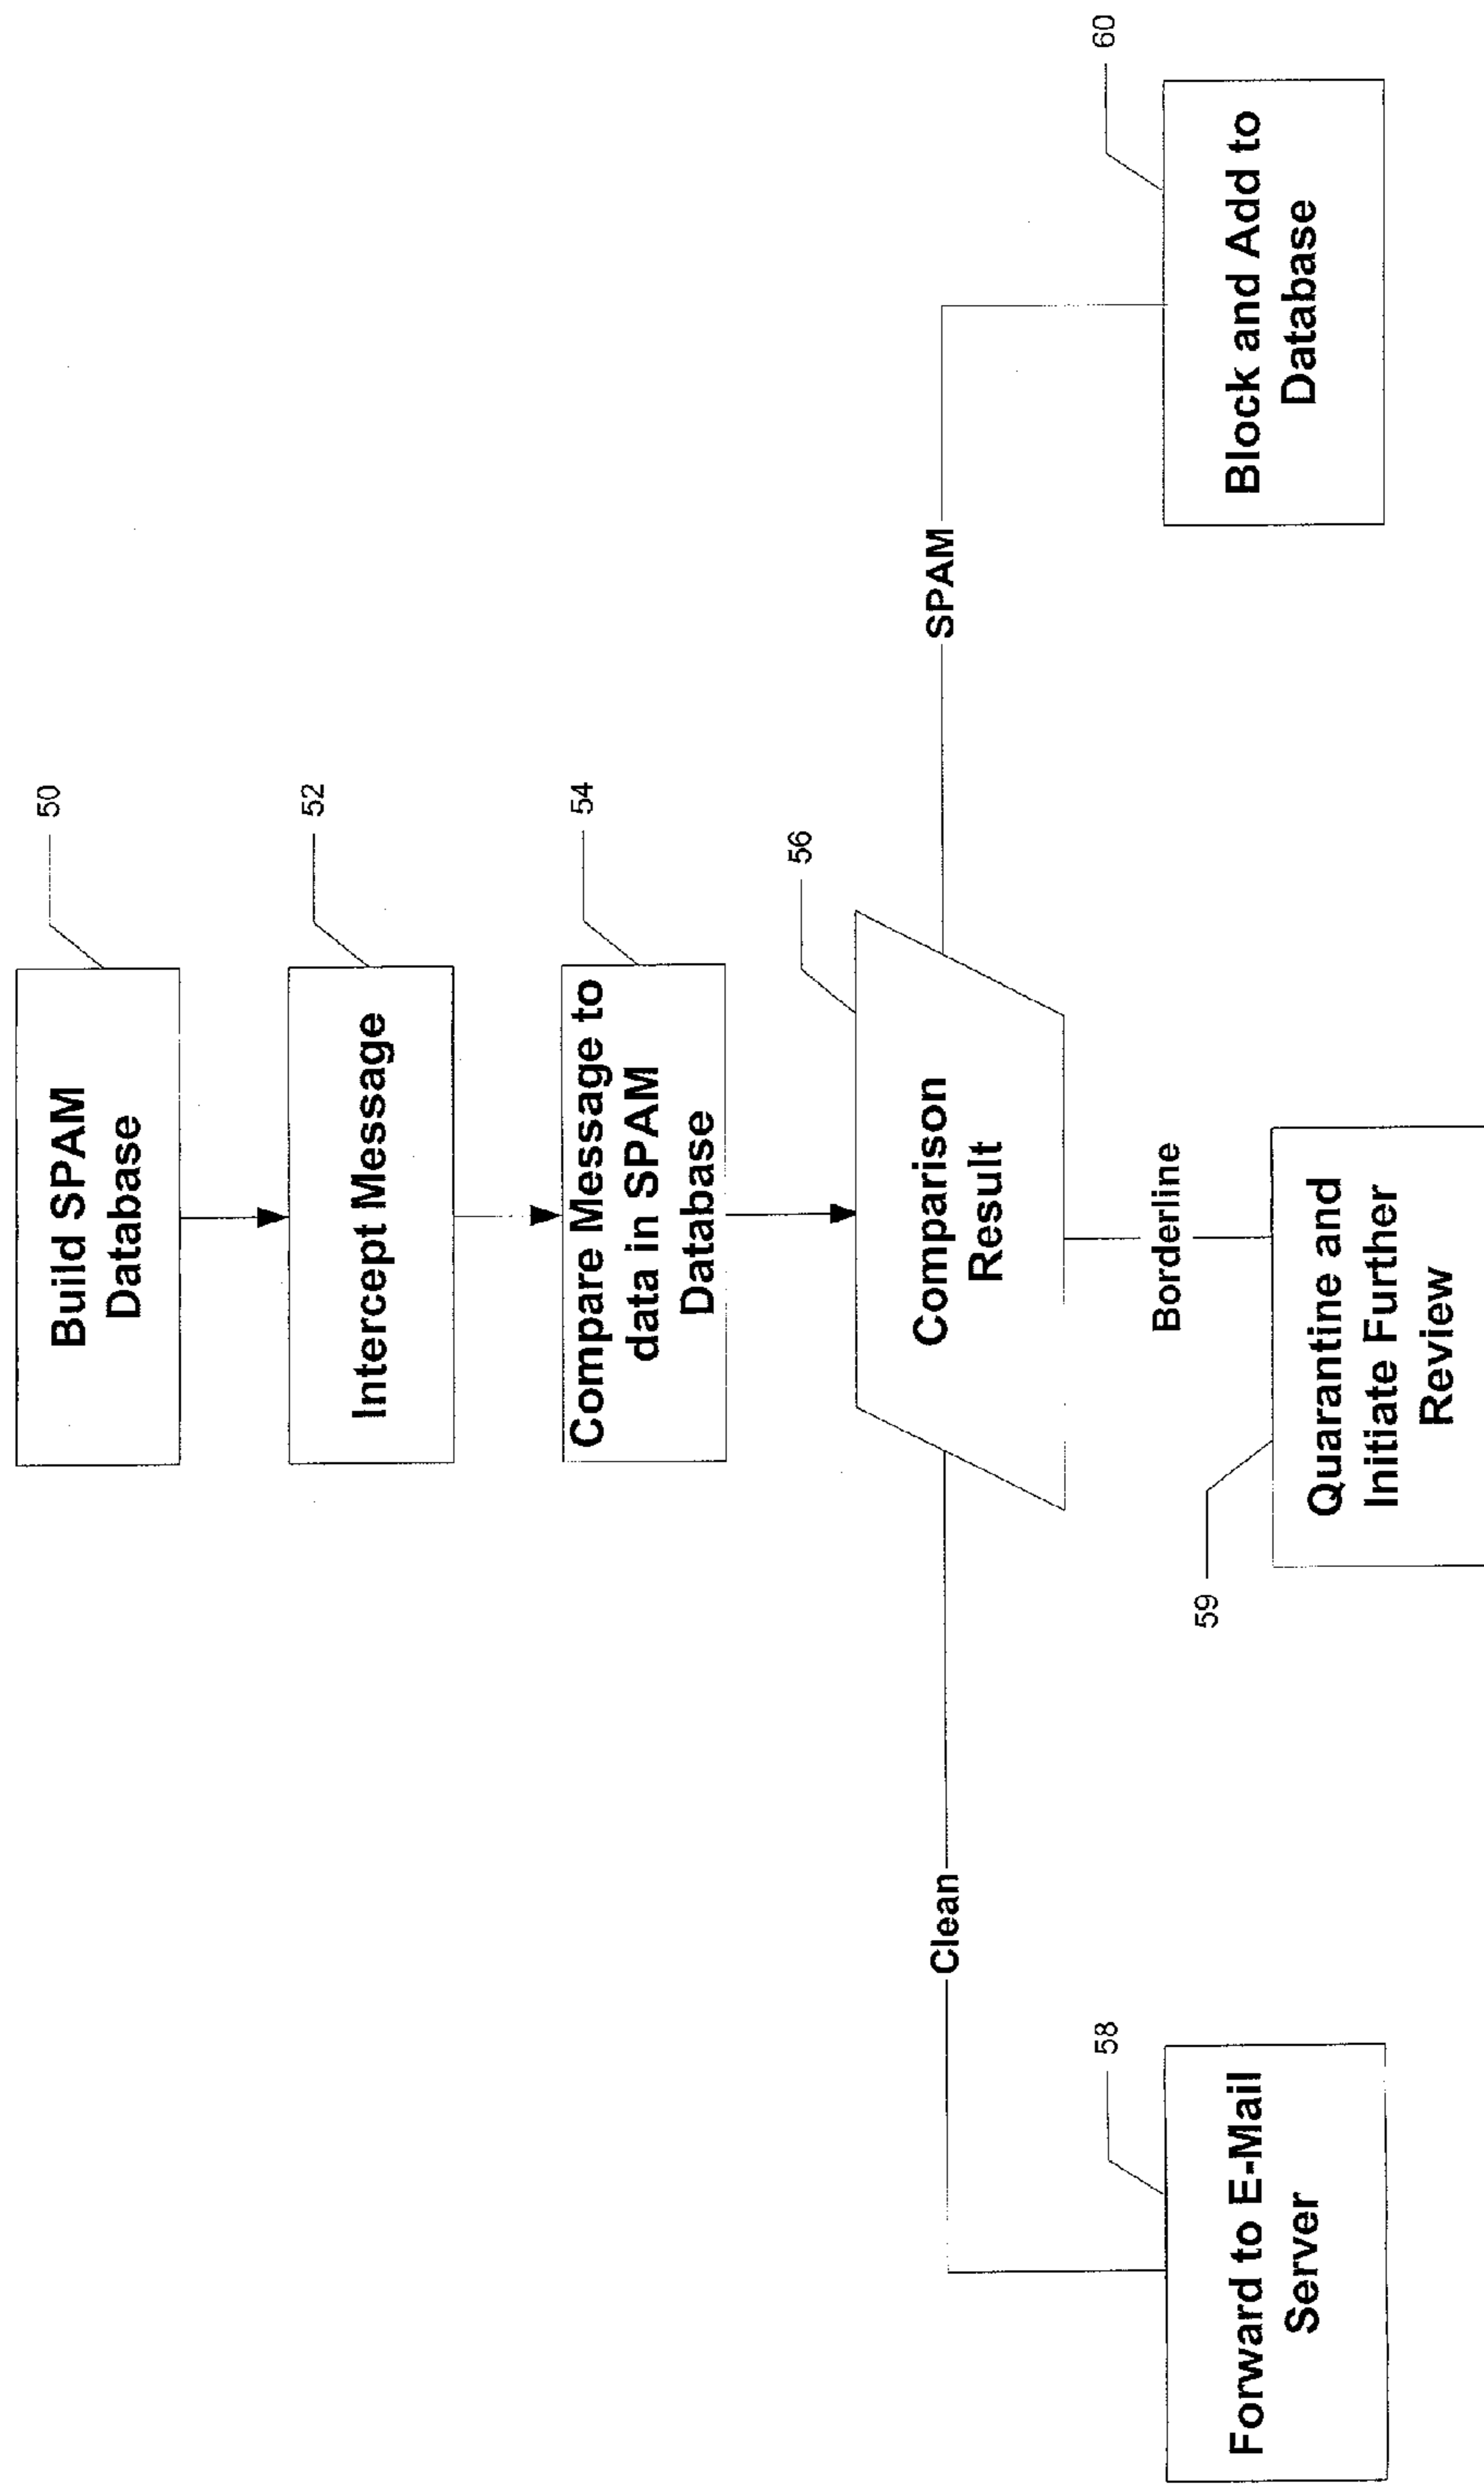 50
Build SPAM
Database
52
Intercept Message
54
Compare Message to
data in SPAM
Database
56
Comparison
Result
Clean
Borderline
SPAM
58
Forward to E-Mail
Server
59
Quarantine and
Initiate Further
Review
60
Block and Add to
Database